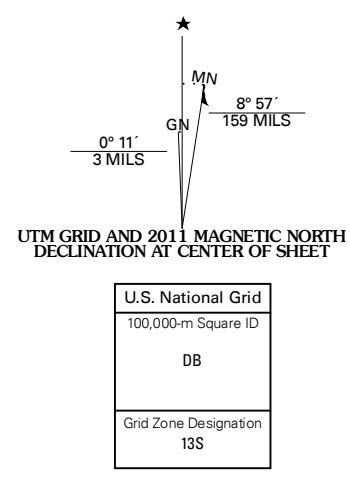 MN
8° 57´
159 MILS
GN
0° 11´
3 MILS
UTM GRID AND 2011 MAGNETIC NORTH
DECLINATION AT CENTER OF SHEET
U.S. National Grid
100,000-m Square ID
DB
Grid Zone Designation
13S